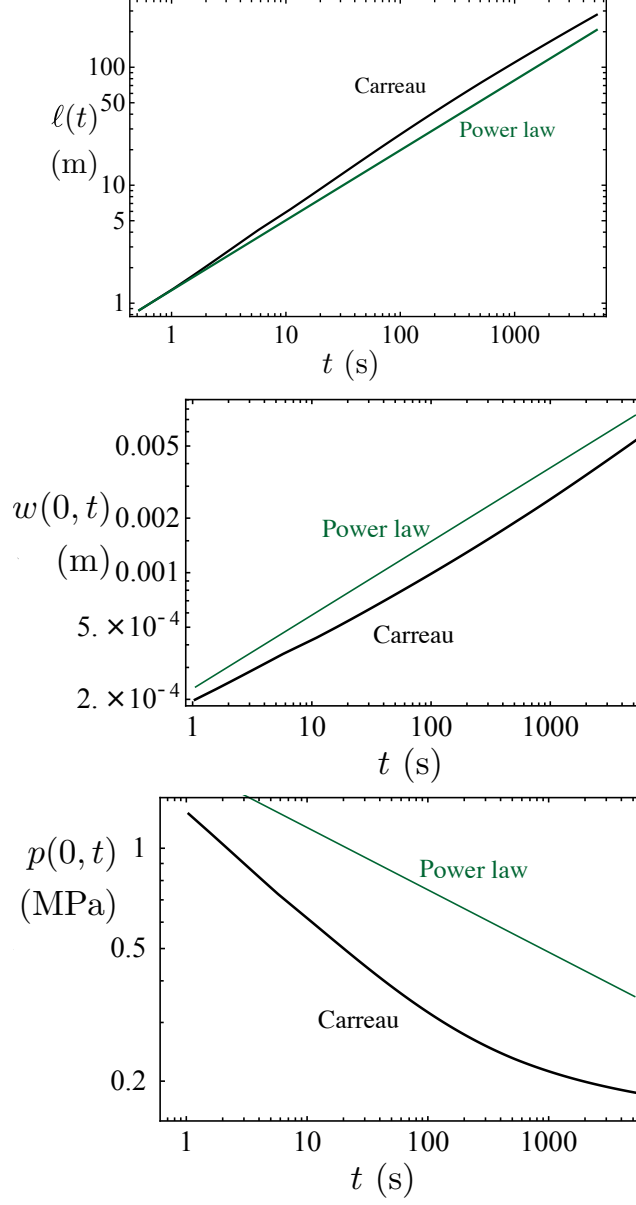 100
50
10
5
1
ℓ(t)
(m)
Carreau
Power law
1 10 100 1000
t (s)
0.005
0.002
0.001
5. ×10⁻⁴
2. ×10⁻⁴
w(0, t)
(m)
Power law
Carreau
1 10 100 1000
t (s)
p(0, t)
(MPa)
1
0.5
0.2
Power law
Carreau
1 10 100 1000
t (s)